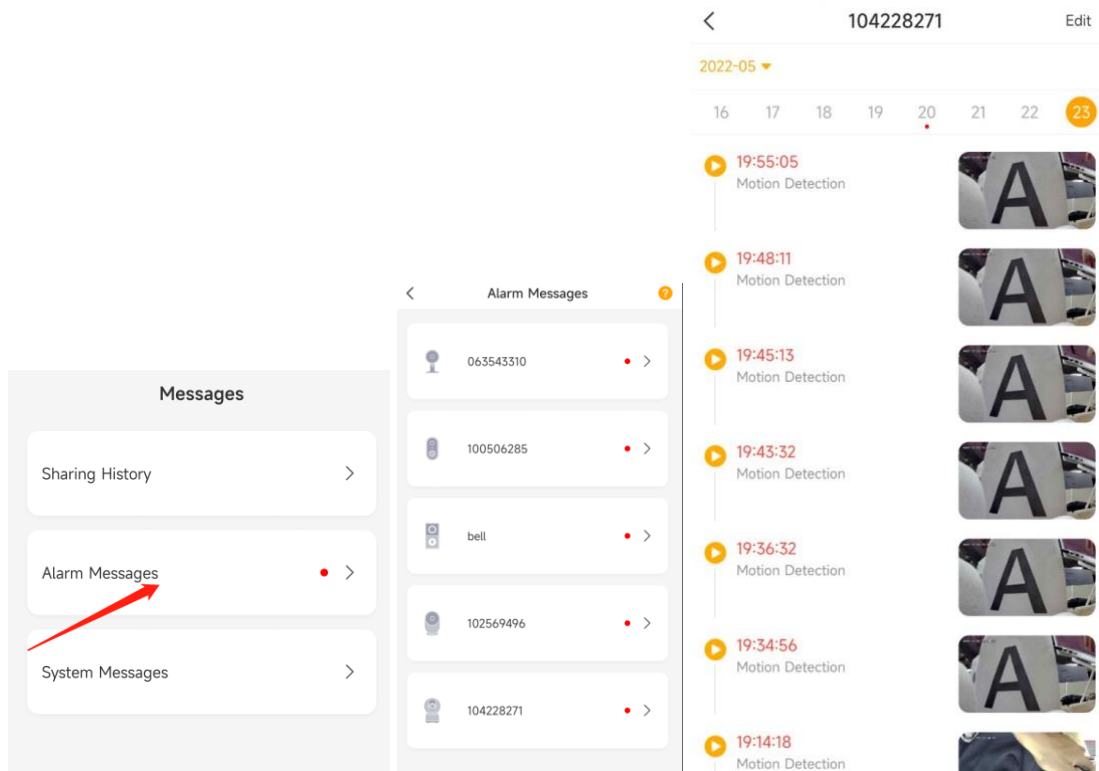 Messages
Sharing History
Alarm Messages
System Messages
Alarm Messages
?
063543310
100506285
bell
102569496
104228271
104228271
Edit
2022-05
16 17 18 19 20 21 22 23
19:55:05
Motion Detection
A
19:48:11
Motion Detection
A
19:45:13
Motion Detection
A
19:43:32
Motion Detection
A
19:36:32
Motion Detection
A
19:34:56
Motion Detection
A
19:14:18
Motion Detection